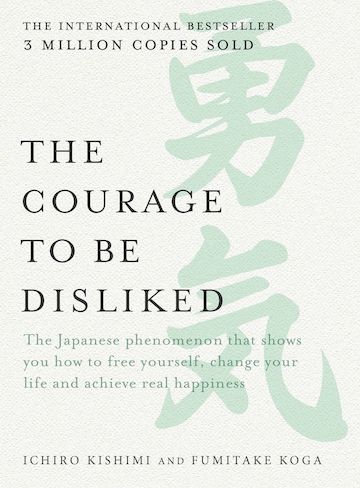 THE INTERNATIONAL BESTSELLER
3 MILLION COPIES SOLD
勇気
THE
COURAGE
TO BE
DISLIKED
The Japanese phenomenon that shows
you how to free yourself, change your
life and achieve real happiness
ICHIRO KISHIMI AND FUMITAKE KOGA